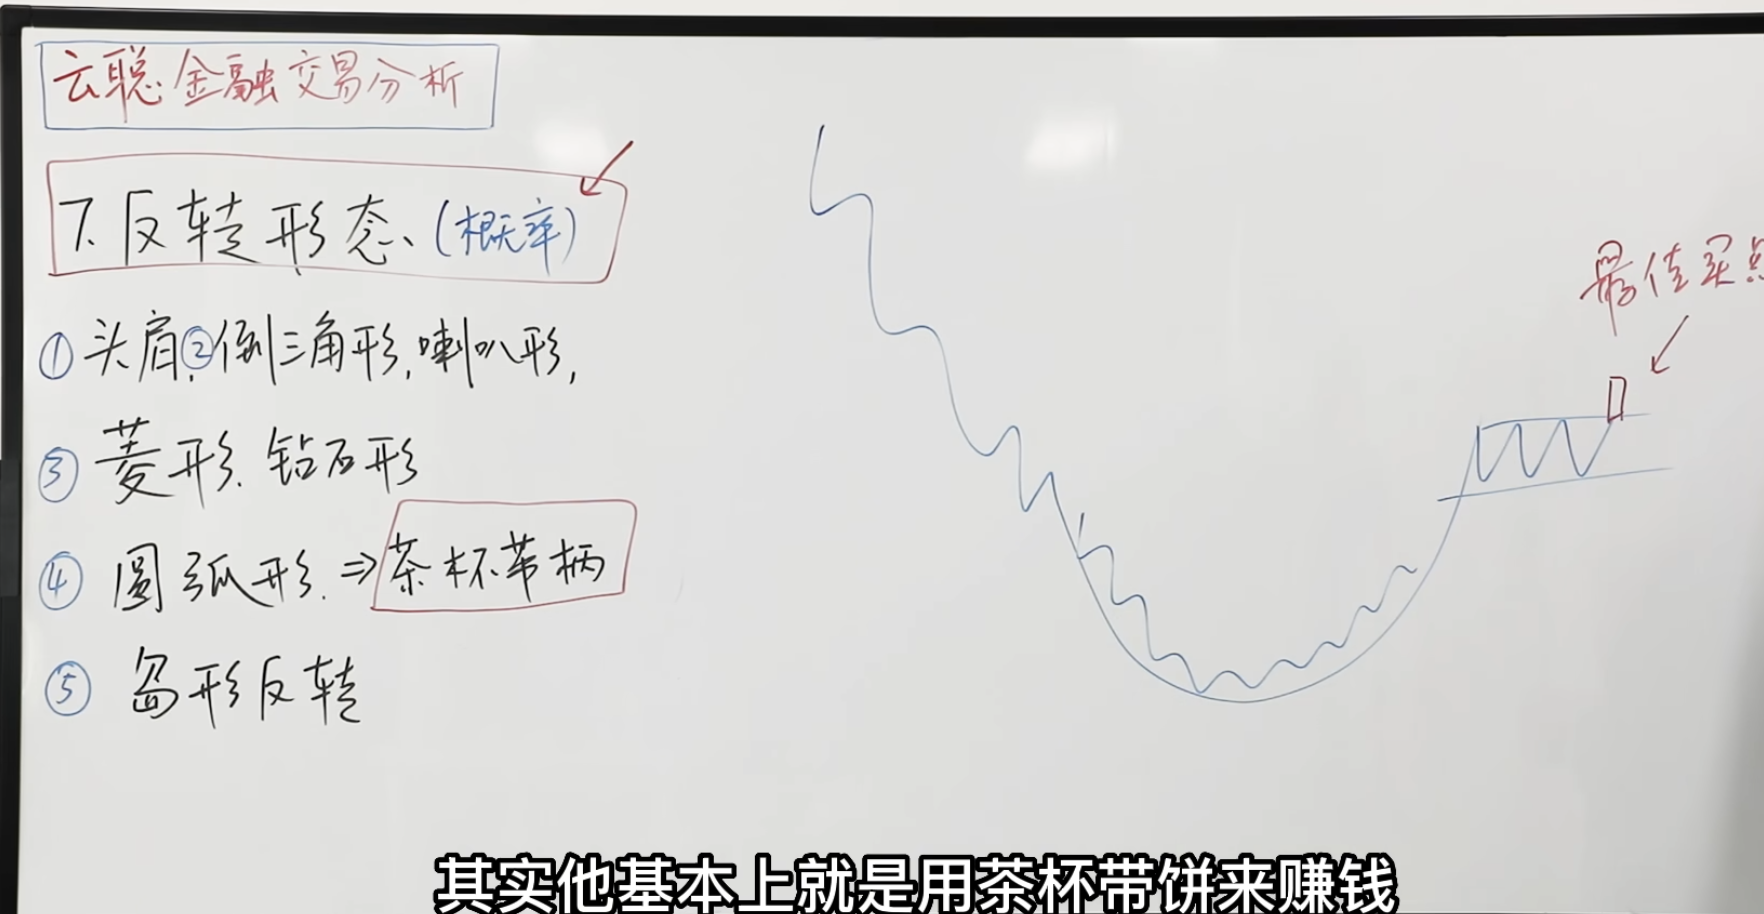 云聪金融交易分析
7.反转形态、(概率)
最佳买点
①头肩,②倒三角形,喇叭形,
③菱形.钻石形
④圆弧形.⇒茶杯带柄
⑤岛形反转
其实他基本上就是用茶杯带饼来赚钱